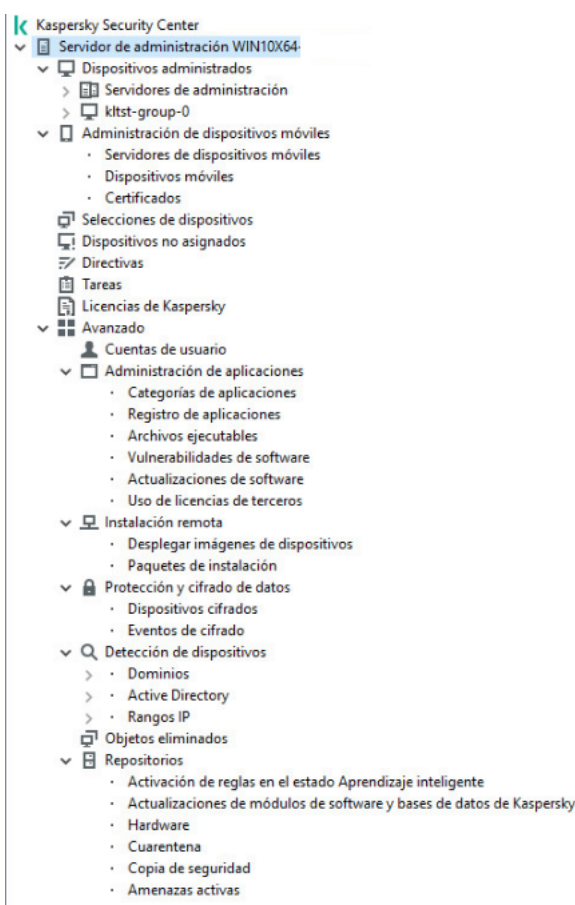 Kaspersky Security Center
Servidor de administración WIN10X64-
Dispositivos administrados
Servidores de administración
kltst-group-0
Administración de dispositivos móviles
Servidores de dispositivos móviles
Dispositivos móviles
Certificados
Selecciones de dispositivos
Dispositivos no asignados
Directivas
Tareas
Licencias de Kaspersky
Avanzado
Cuentas de usuario
Administración de aplicaciones
Categorías de aplicaciones
Registro de aplicaciones
Archivos ejecutables
Vulnerabilidades de software
Actualizaciones de software
Uso de licencias de terceros
Instalación remota
Desplegar imágenes de dispositivos
Paquetes de instalación
Protección y cifrado de datos
Dispositivos cifrados
Eventos de cifrado
Detección de dispositivos
Dominios
Active Directory
Rangos IP
Objetos eliminados
Repositorios
Activación de reglas en el estado Aprendizaje inteligente
Actualizaciones de módulos de software y bases de datos de Kaspersky
Hardware
Cuarentena
Copia de seguridad
Amenazas activas